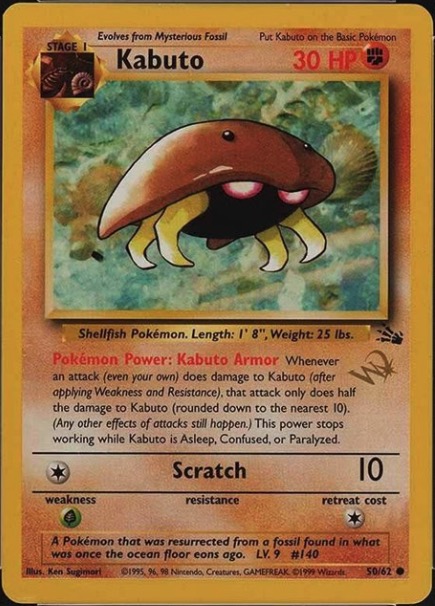 Evolves from Mysterious Fossil
Put Kabuto on the Basic Pokémon
STAGE 1
Kabuto
30 HP
Shellfish Pokémon. Length: 1' 8", Weight: 25 lbs.
Pokémon Power: Kabuto Armor Whenever
an attack (even your own) does damage to Kabuto (after
applying Weakness and Resistance), that attack only does half
the damage to Kabuto (rounded down to the nearest 10).
(Any other effects of attacks still happen.) This power stops
working while Kabuto is Asleep, Confused, or Paralyzed.
W
Scratch
10
weakness
resistance
retreat cost
A Pokémon that was resurrected from a fossil found in what
was once the ocean floor eons ago. LV. 9 #140
Illus. Ken Sugimori
©1995, 96, 98 Nintendo, Creatures, GAMEFREAK. ©1999 Wizards.
50/62